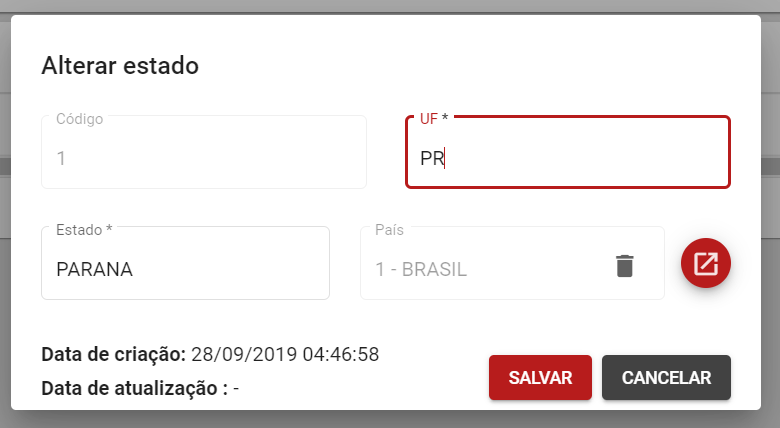 Alterar estado
Código
UF *
1
PR
Estado *
País
PARANA
1 - BRASIL
Data de criação: 28/09/2019 04:46:58
Data de atualização : -
SALVAR
CANCELAR